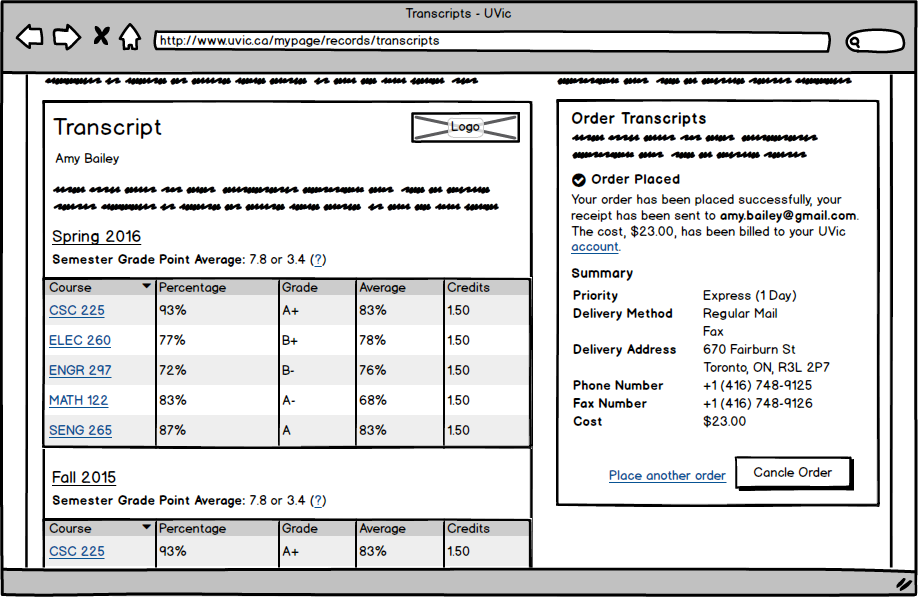 Transcripts - UVic
http://www.uvic.ca/mypage/records/transcripts
Transcript
Logo
Amy Bailey
Spring 2016
Semester Grade Point Average: 7.8 or 3.4 (?)
Course Percentage Grade Average Credits
CSC 225 93% A+ 83% 1.50
ELEC 260 77% B+ 78% 1.50
ENGR 297 72% B- 76% 1.50
MATH 122 83% A- 68% 1.50
SENG 265 87% A 83% 1.50
Fall 2015
Semester Grade Point Average: 7.8 or 3.4 (?)
Course Percentage Grade Average Credits
CSC 225 93% A+ 83% 1.50
Order Transcripts
Order Placed
Your order has been placed successfully, your
receipt has been sent to amy.bailey@gmail.com.
The cost, $23.00, has been billed to your UVic
account.
Summary
Priority Express (1 Day)
Delivery Method Regular Mail
Fax
Delivery Address 670 Fairburn St
Toronto, ON, R3L 2P7
Phone Number +1 (416) 748-9125
Fax Number +1 (416) 748-9126
Cost $23.00
Place another order Cancle Order